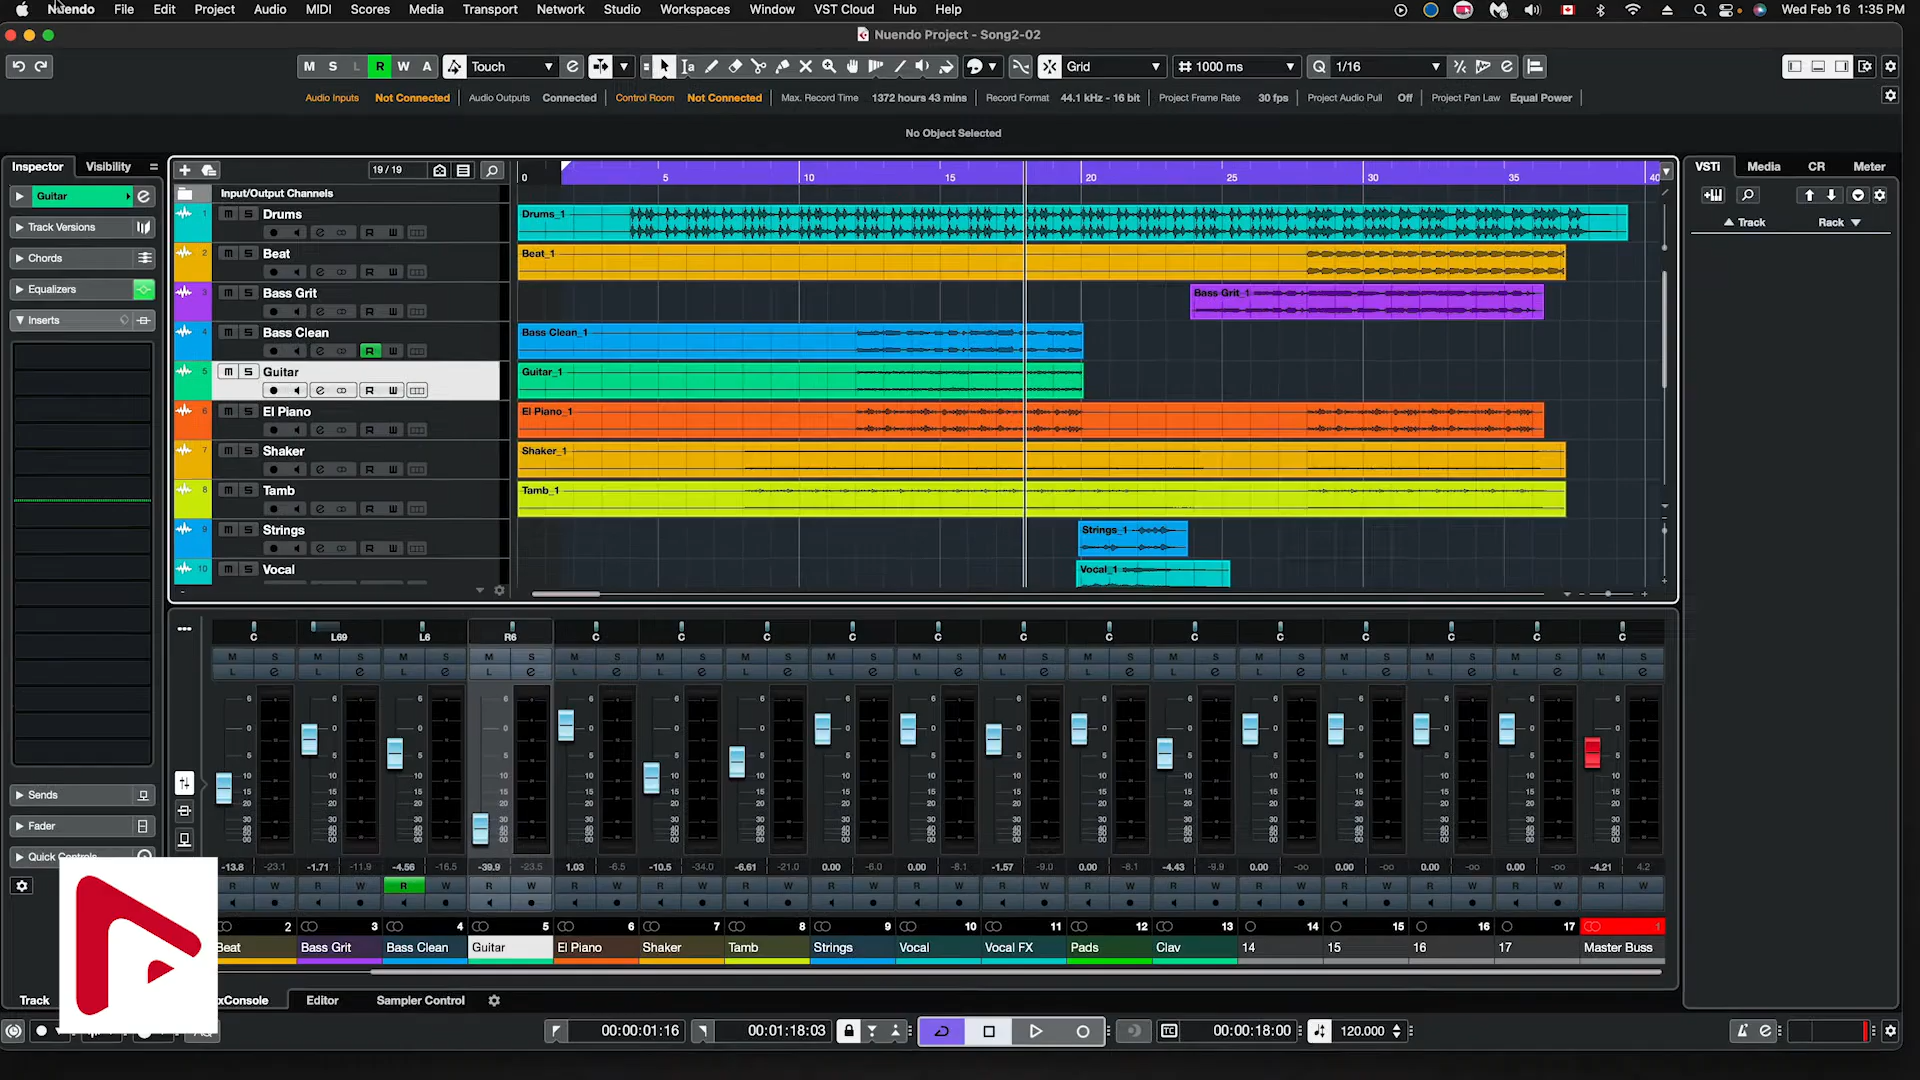 Nuendo File Edit Project Audio MIDI Scores Media Transport Network Studio Workspaces Window VST Cloud Hub Help Wed Feb 16 1:35 PM
Nuendo Project - Song2-02
M S L R W A Touch Grid 1000 ms Q 1/16
Audio Inputs Not Connected Audio Outputs Connected Control Room Not Connected Max. Record Time 1372 hours 43 mins Record Format 44.1 kHz - 16 bit Project Frame Rate 30 fps Project Audio Pull Off Project Pan Law Equal Power
No Object Selected
Inspector Visibility 19 / 19 0 5 10 15 20 25 30 35 40 VSTi Media CR Meter
Guitar
Track Versions
Chords
Equalizers
Inserts
Sends
Fader
Quick Controls
Input/Output Channels
1 m S Drums R W Drums_1
2 m S Beat R W Beat_1
3 m S Bass Grit R W Bass Grit_1
4 m S Bass Clean R W Bass Clean_1
5 m S Guitar R W Guitar_1
6 m S El Piano R W El Piano_1
7 m S Shaker R W Shaker_1
8 m S Tamb R W Tamb_1
9 m S Strings R W Strings_1
10 m S Vocal Vocal_1
Track Rack
C L69 L6 R6 C C C C C C C C C C C C C
M S M S M S M S M S M S M S M S M S M S M S M S M S M S M S M S M S
-13.8 -23.1 -1.71 -11.9 -4.56 -16.5 -39.9 -23.5 1.03 -6.5 -10.5 -34.0 -6.61 -21.0 0.00 -6.0 0.00 -8.1 -1.57 -9.0 0.00 -8.1 -4.43 -9.9 0.00 -oo 0.00 -oo 0.00 -oo 0.00 -oo -4.21 4.2
R W R W R W R W R W R W R W R W R W R W R W R W R W R W R W R W R W
2 3 4 5 6 7 8 9 10 11 12 13 14 15 16 17 1
Beat Bass Grit Bass Clean Guitar El Piano Shaker Tamb Strings Vocal Vocal FX Pads Clav 14 15 16 17 Master Buss
Track xConsole Editor Sampler Control
00:00:01:16 00:01:18:03 TC 00:00:18:00 120.000